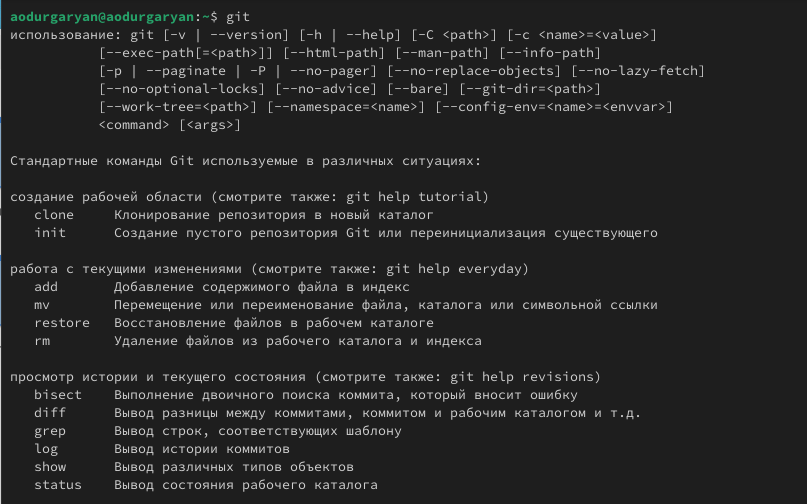 aodurgaryan@aodurgaryan:~$ git
использование: git [-v | --version] [-h | --help] [-C <path>] [-c <name>=<value>]
           [--exec-path[=<path>]] [--html-path] [--man-path] [--info-path]
           [-p | --paginate | -P | --no-pager] [--no-replace-objects] [--no-lazy-fetch]
           [--no-optional-locks] [--no-advice] [--bare] [--git-dir=<path>]
           [--work-tree=<path>] [--namespace=<name>] [--config-env=<name>=<envvar>]
           <command> [<args>]
Стандартные команды Git используемые в различных ситуациях:
создание рабочей области (смотрите также: git help tutorial)
   clone     Клонирование репозитория в новый каталог
   init      Создание пустого репозитория Git или переинициализация существующего
работа с текущими изменениями (смотрите также: git help everyday)
   add       Добавление содержимого файла в индекс
   mv        Перемещение или переименование файла, каталога или символьной ссылки
   restore   Восстановление файлов в рабочем каталоге
   rm        Удаление файлов из рабочего каталога и индекса
просмотр истории и текущего состояния (смотрите также: git help revisions)
   bisect    Выполнение двоичного поиска коммита, который вносит ошибку
   diff      Вывод разницы между коммитами, коммитом и рабочим каталогом и т.д.
   grep      Вывод строк, соответствующих шаблону
   log       Вывод истории коммитов
   show      Вывод различных типов объектов
   status    Вывод состояния рабочего каталога